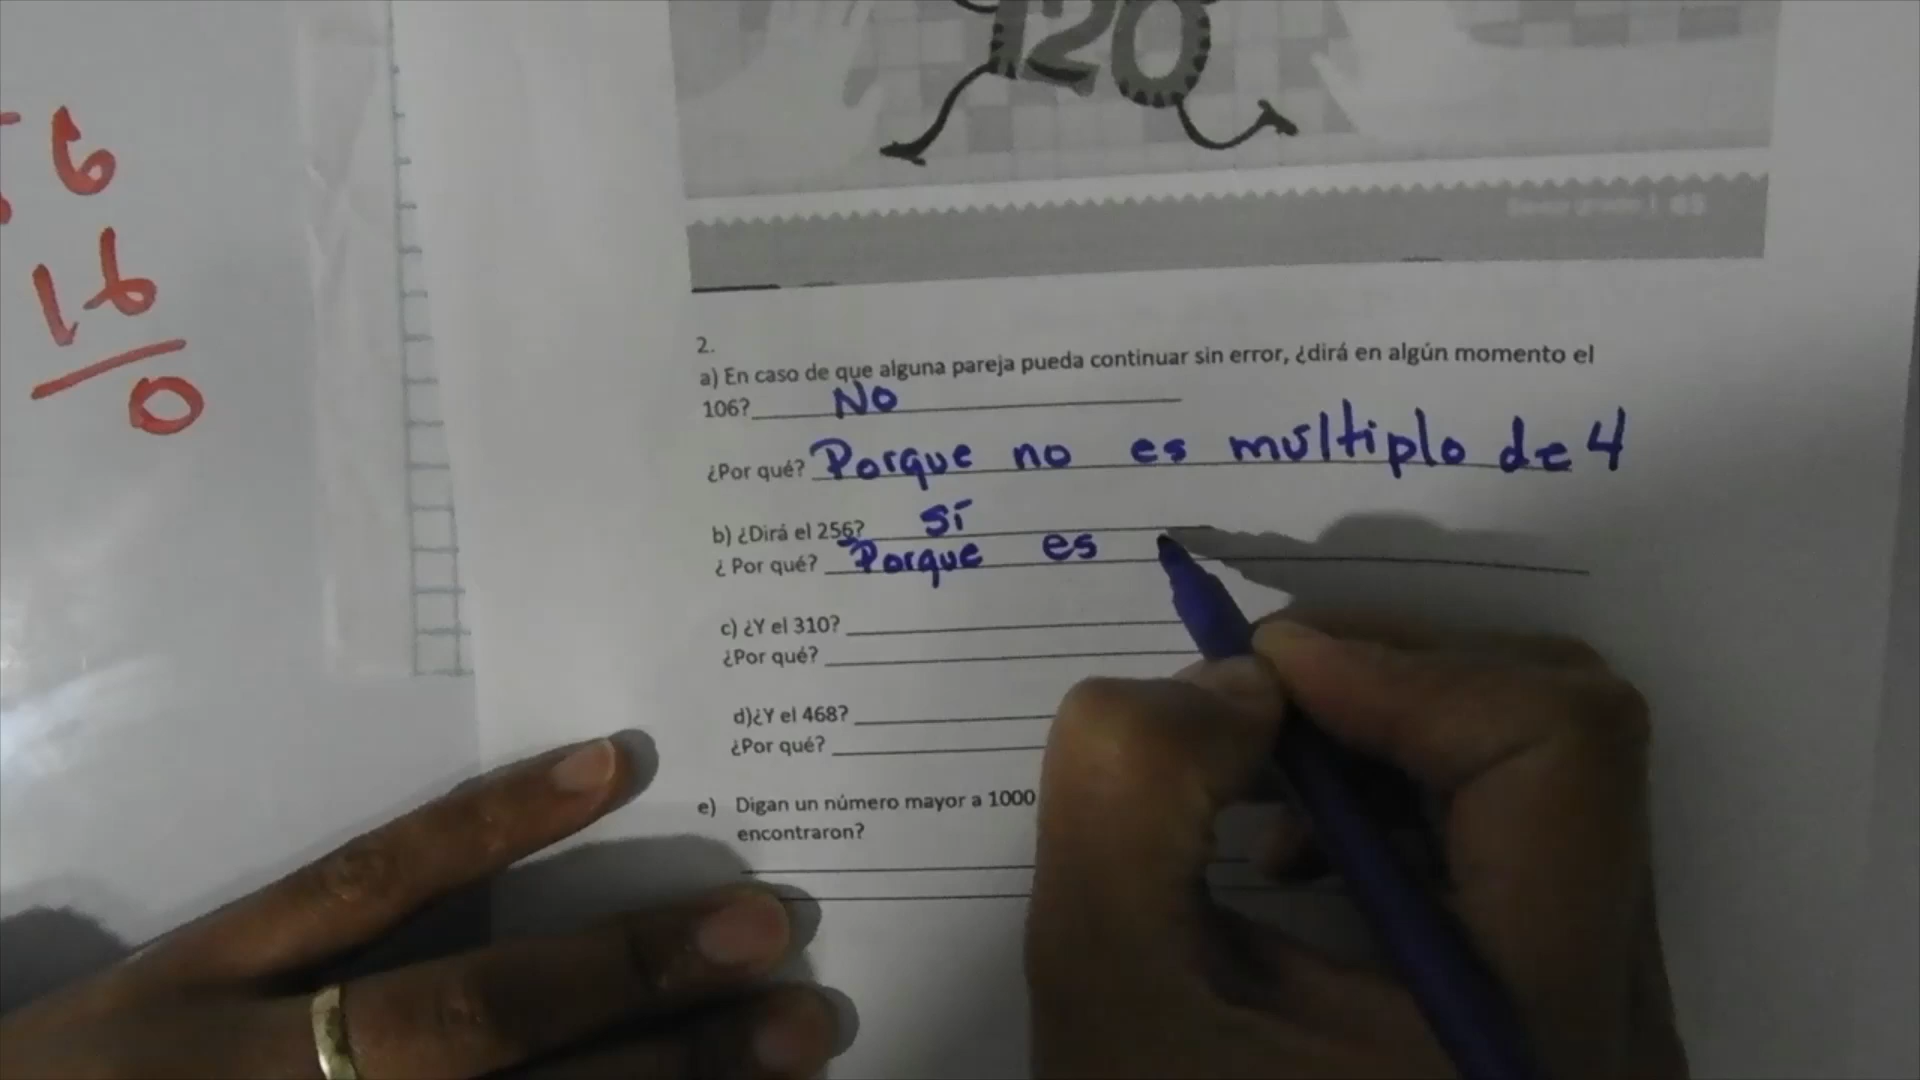 120
56
16
0
2.
a) En caso de que alguna pareja pueda continuar sin error, ¿dirá en algún momento el
106? No
¿Por qué? Porque no es multiplo de 4
b) ¿Dirá el 256? sí
¿ Por qué? Porque es
c) ¿Y el 310?
¿Por qué?
d)¿Y el 468?
¿Por qué?
e) Digan un número mayor a 1000
encontraron?